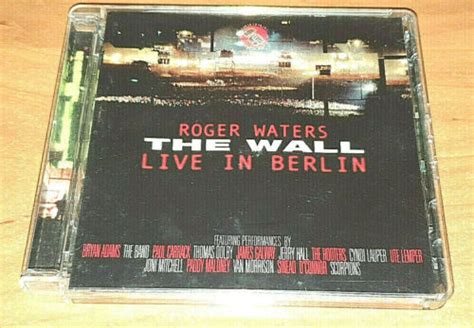 ROGER WATERS
THE WALL
LIVE IN BERLIN
FEATURING PERFORMANCES BY
BRYAN ADAMS THE BAND PAUL CARRACK THOMAS DOLBY JAMES GALWAY JERRY HALL THE HOOTERS CYNDI LAUPER UTE LEMPER
JONI MITCHELL PADDY MALONEY VAN MORRISON SINEAD O'CONNOR SCORPIONS